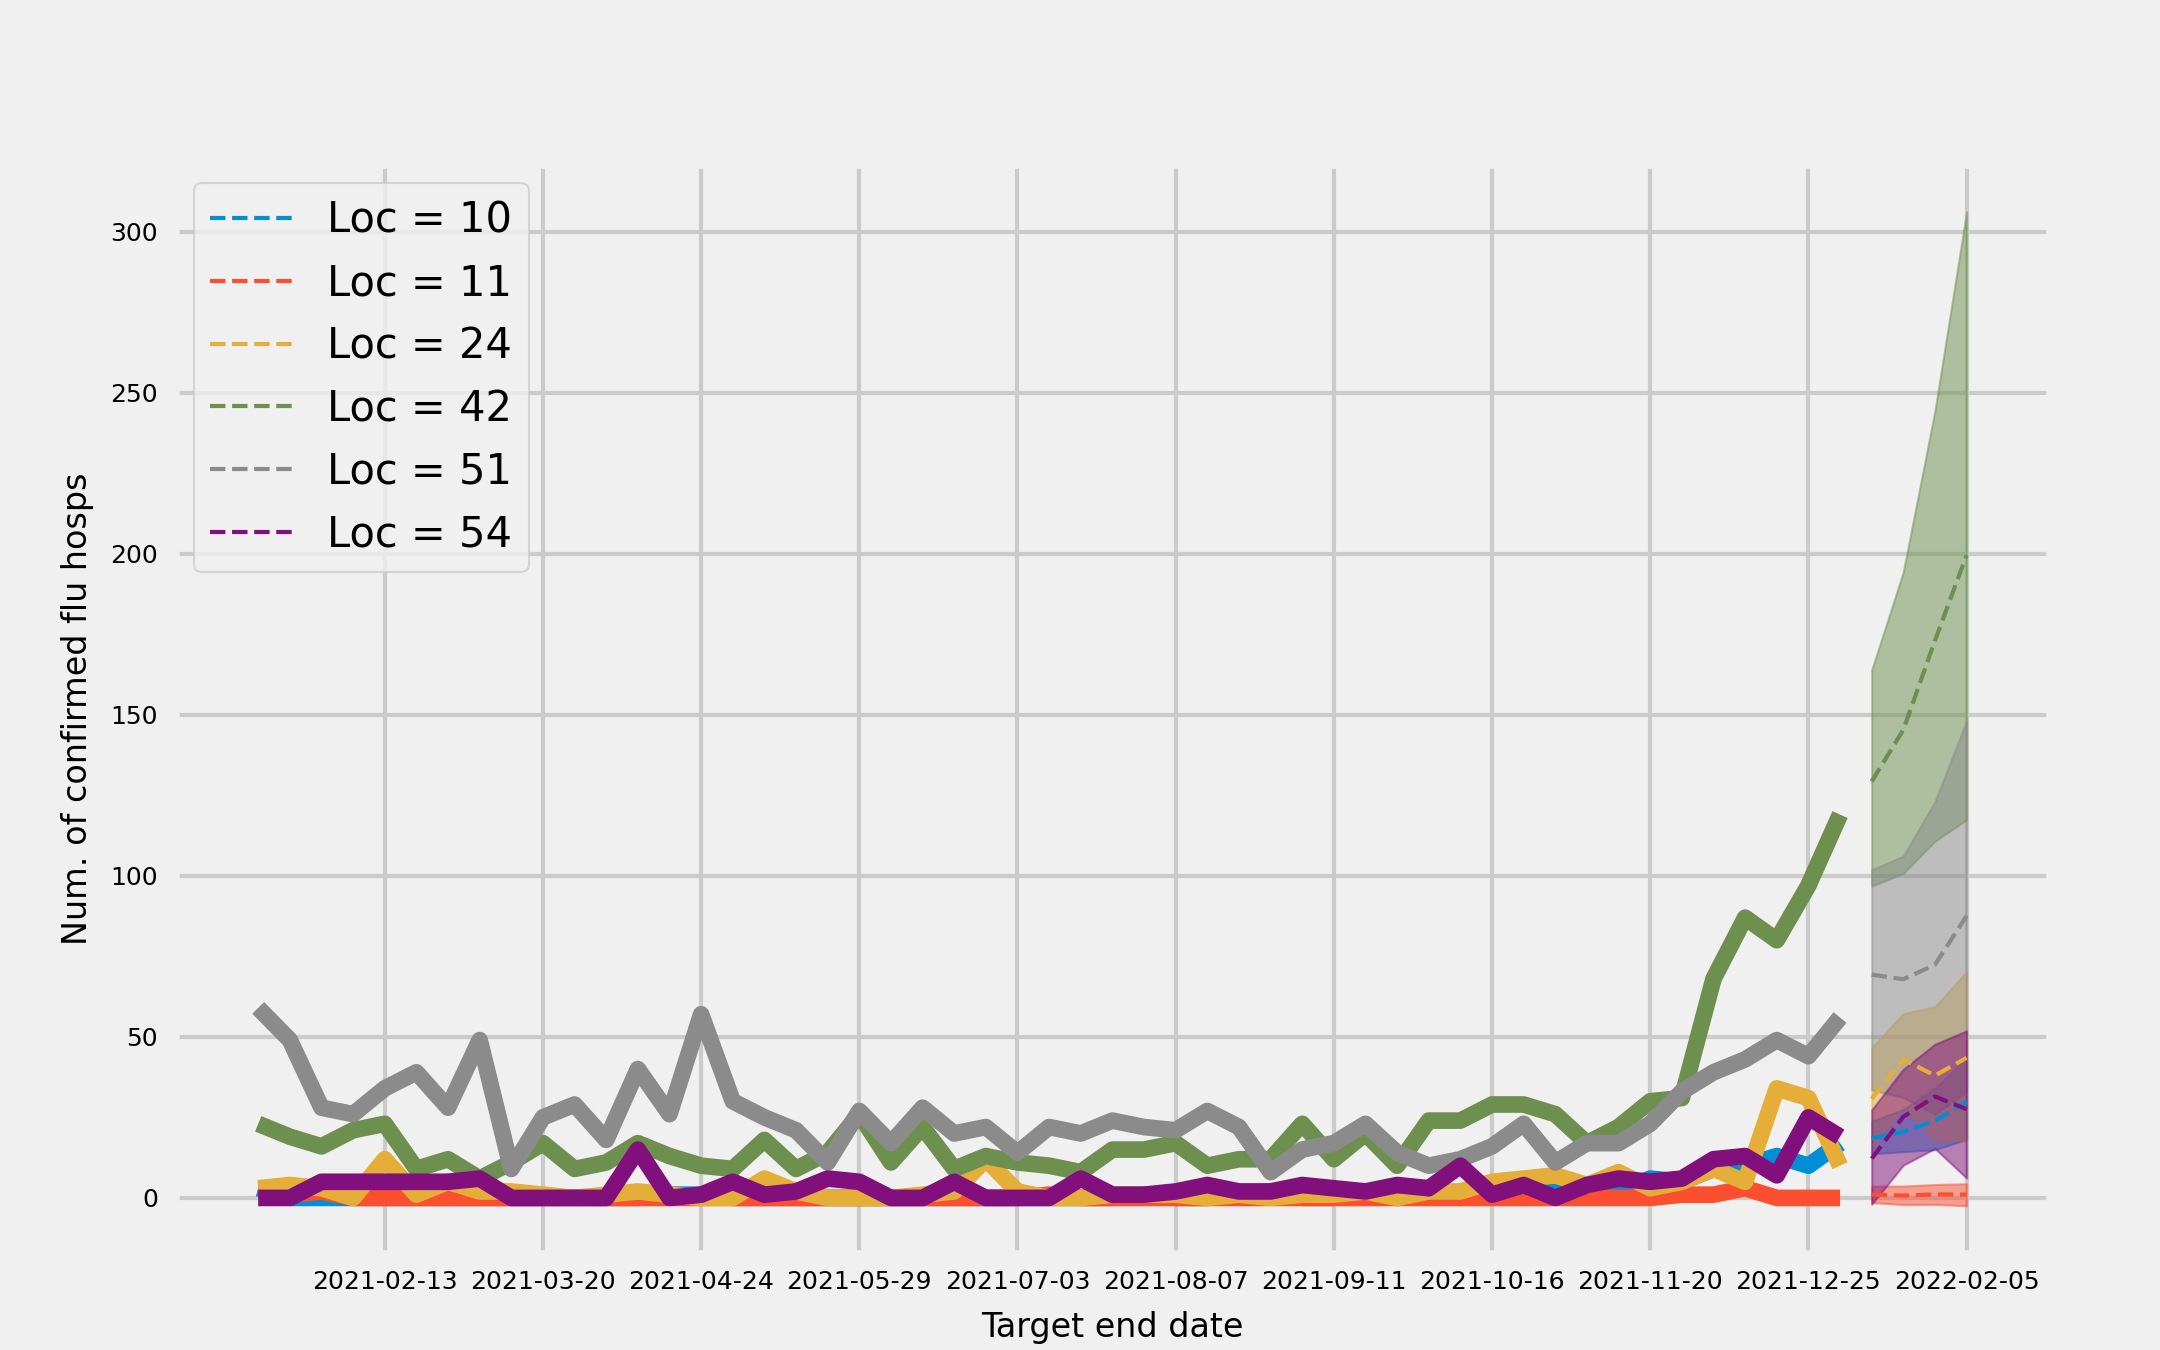 Loc = 10
Loc = 11
Loc = 24
Loc = 42
Loc = 51
Loc = 54
300
250
200
150
100
50
0
Num. of confirmed flu hosps
2021-02-13 2021-03-20 2021-04-24 2021-05-29 2021-07-03 2021-08-07 2021-09-11 2021-10-16 2021-11-20 2021-12-25 2022-02-05
Target end date